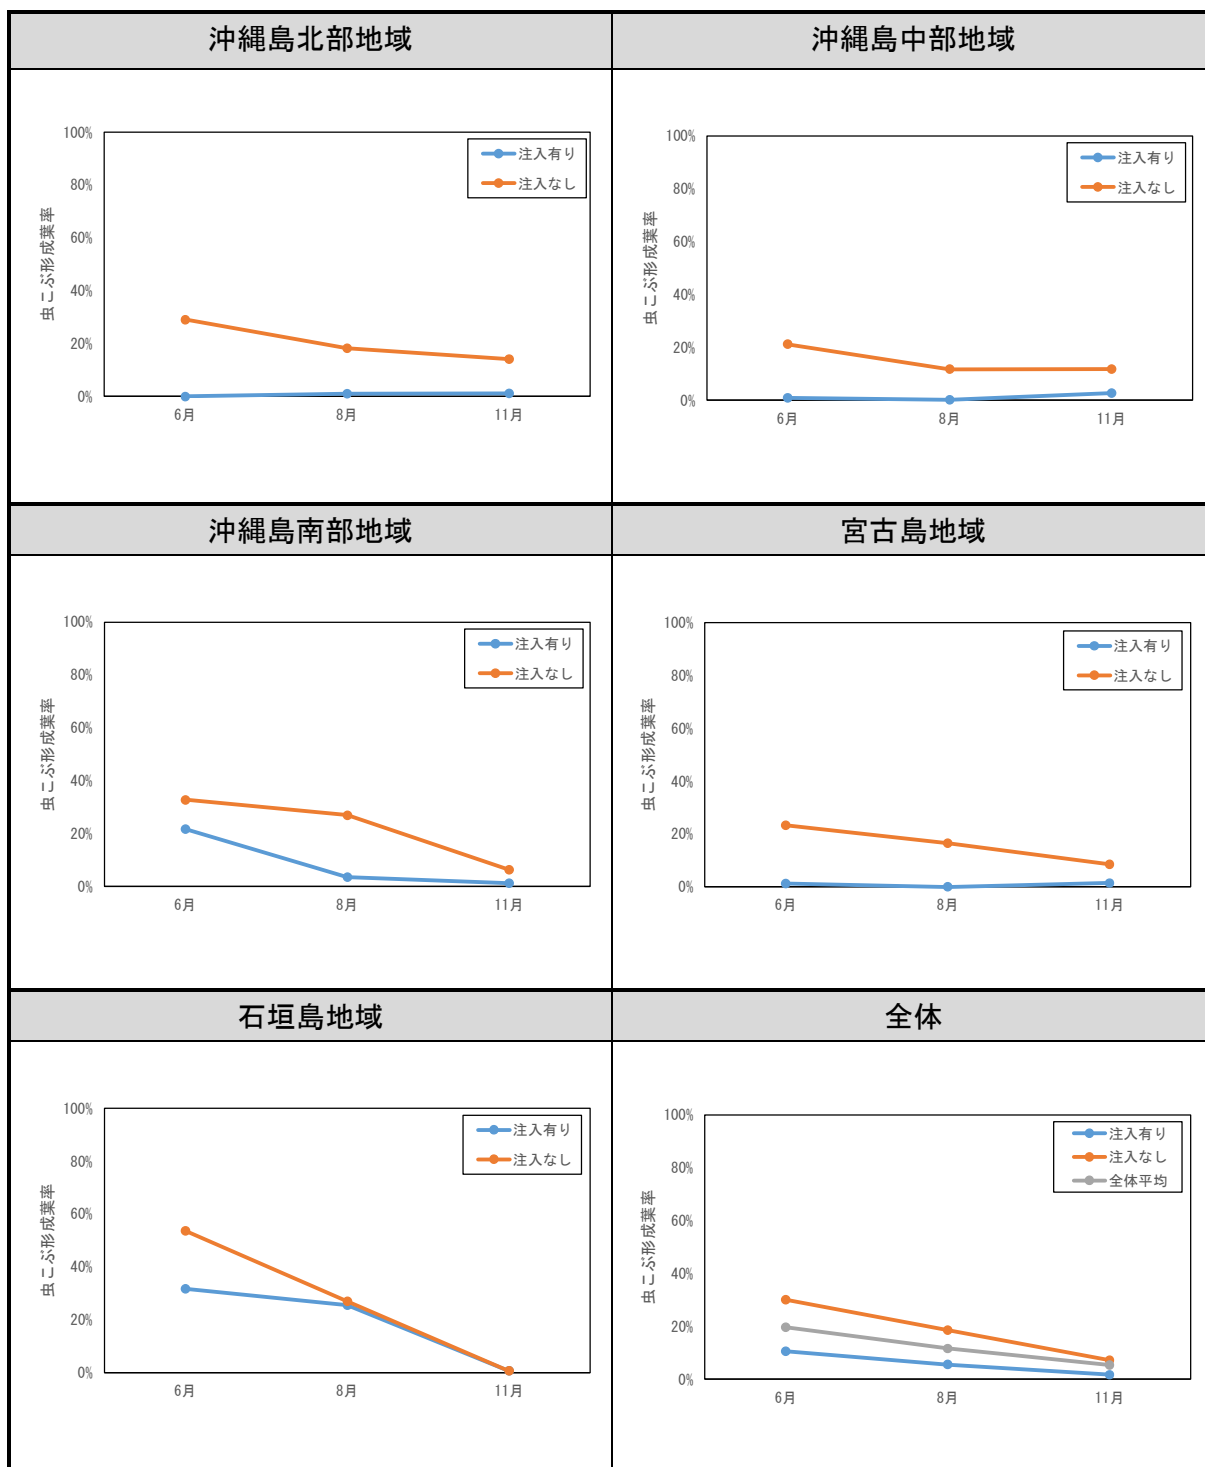 沖縄島北部地域
100%
80%
60%
40%
20%
0%
虫こぶ形成葉率
6月
8月
11月
注入有り
注入なし
沖縄島中部地域
100%
80%
60%
40%
20%
0%
虫こぶ形成葉率
6月
8月
11月
注入有り
注入なし
沖縄島南部地域
100%
80%
60%
40%
20%
0%
虫こぶ形成葉率
6月
8月
11月
注入有り
注入なし
宮古島地域
100%
80%
60%
40%
20%
0%
虫こぶ形成葉率
6月
8月
11月
注入有り
注入なし
石垣島地域
100%
80%
60%
40%
20%
0%
虫こぶ形成葉率
6月
8月
11月
注入有り
注入なし
全体
100%
80%
60%
40%
20%
0%
虫こぶ形成葉率
6月
8月
11月
注入有り
注入なし
全体平均